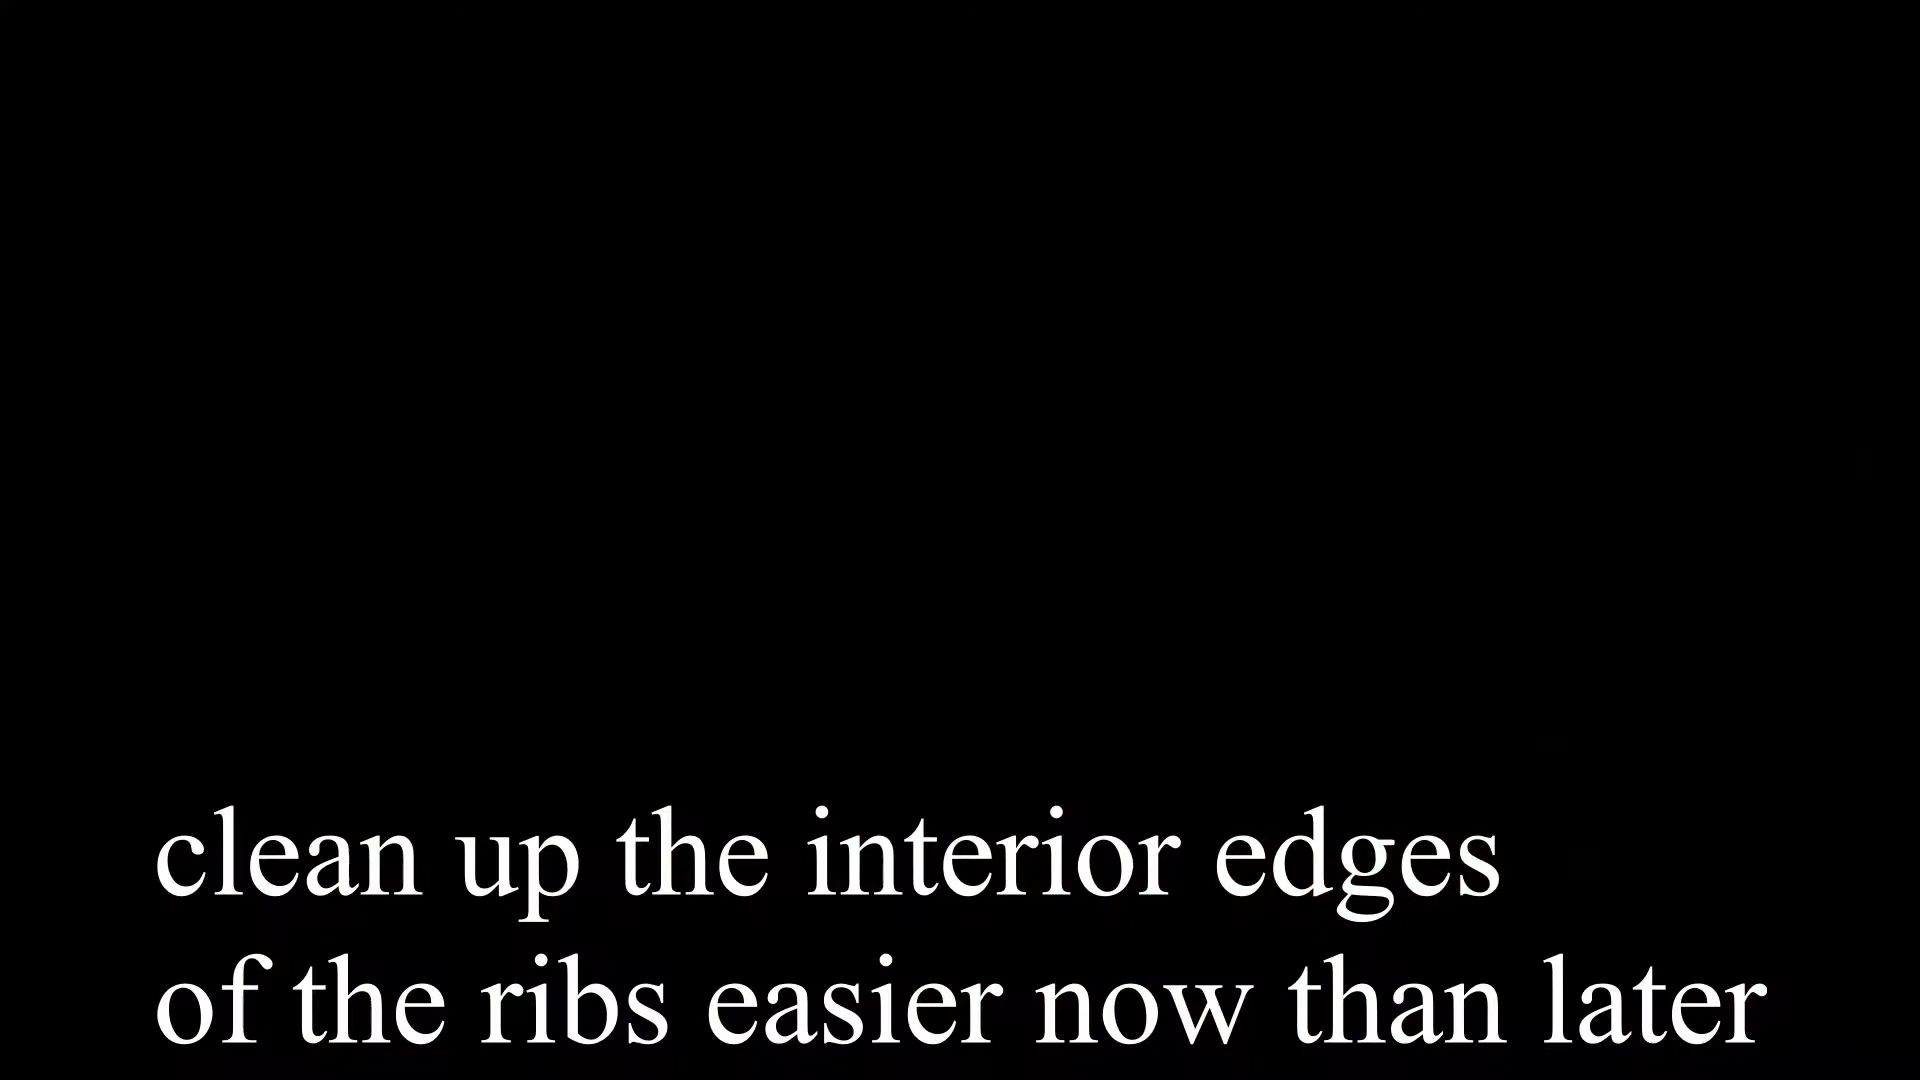 clean up the interior edges
of the ribs easier now than later